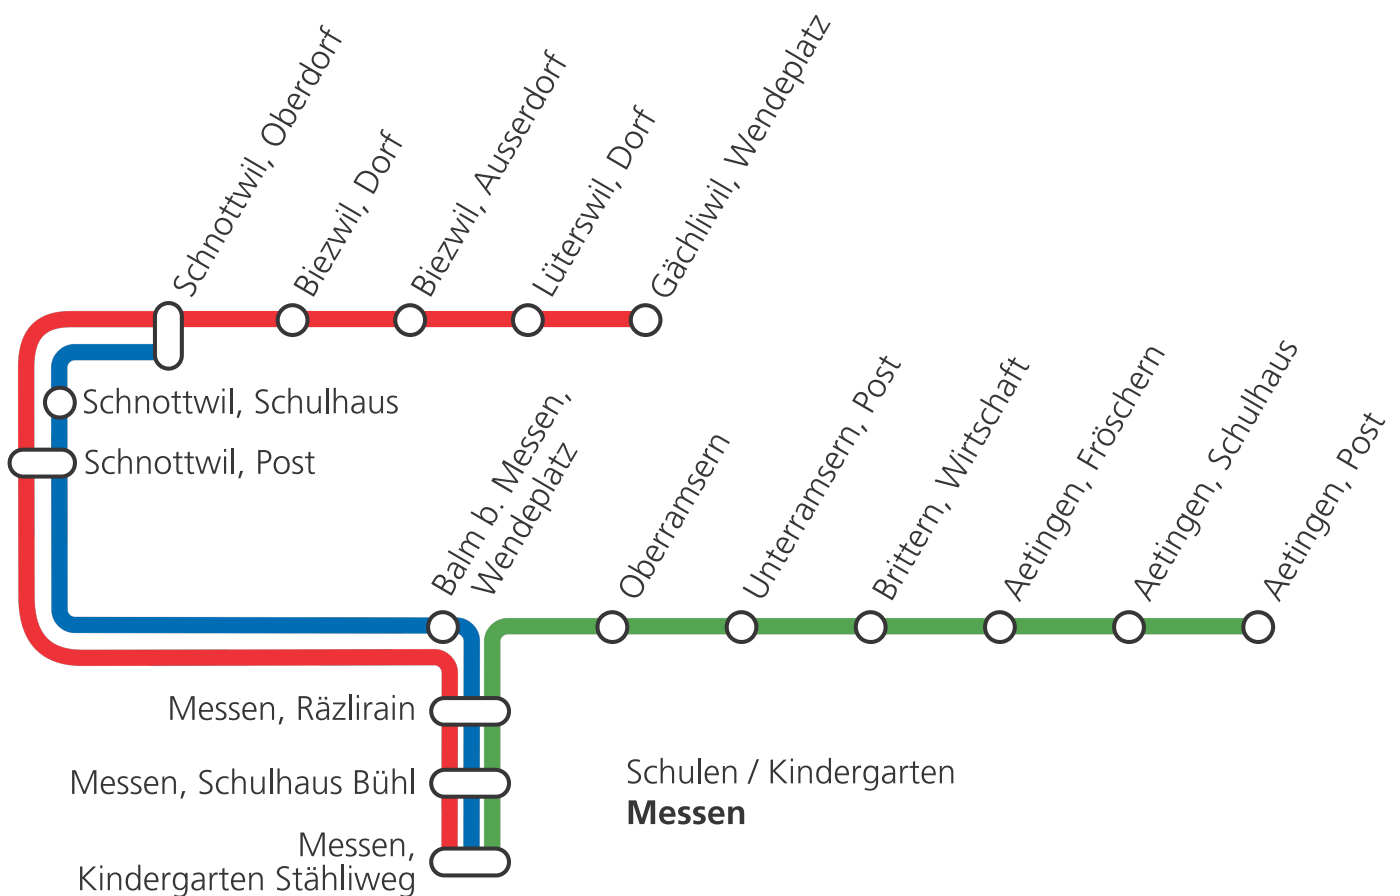 Schnottwil, Oberdorf
Biezwil, Dorf
Biezwil, Ausserdorf
Lüterswil, Dorf
Gächliwil, Wendeplatz
Schnottwil, Schulhaus
Schnottwil, Post
Balm b. Messen,
Wendeplatz
Oberramsern
Unterramsern, Post
Brittern, Wirtschaft
Aetingen, Fröschern
Aetingen, Schulhaus
Aetingen, Post
Messen, Räzlirain
Messen, Schulhaus Bühl
Messen,
Kindergarten Stähliweg
Schulen / Kindergarten
Messen